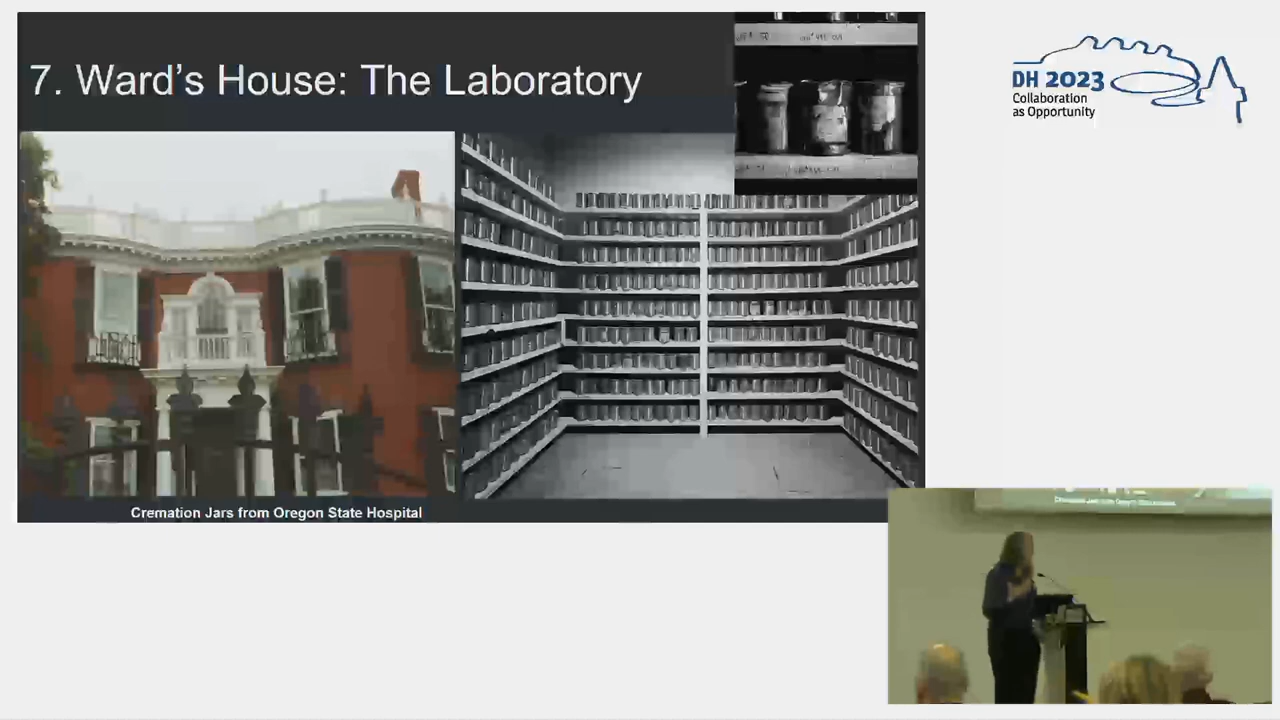 7. Ward's House: The Laboratory
DH 2023
Collaboration
as Opportunity
Cremation Jars from Oregon State Hospital